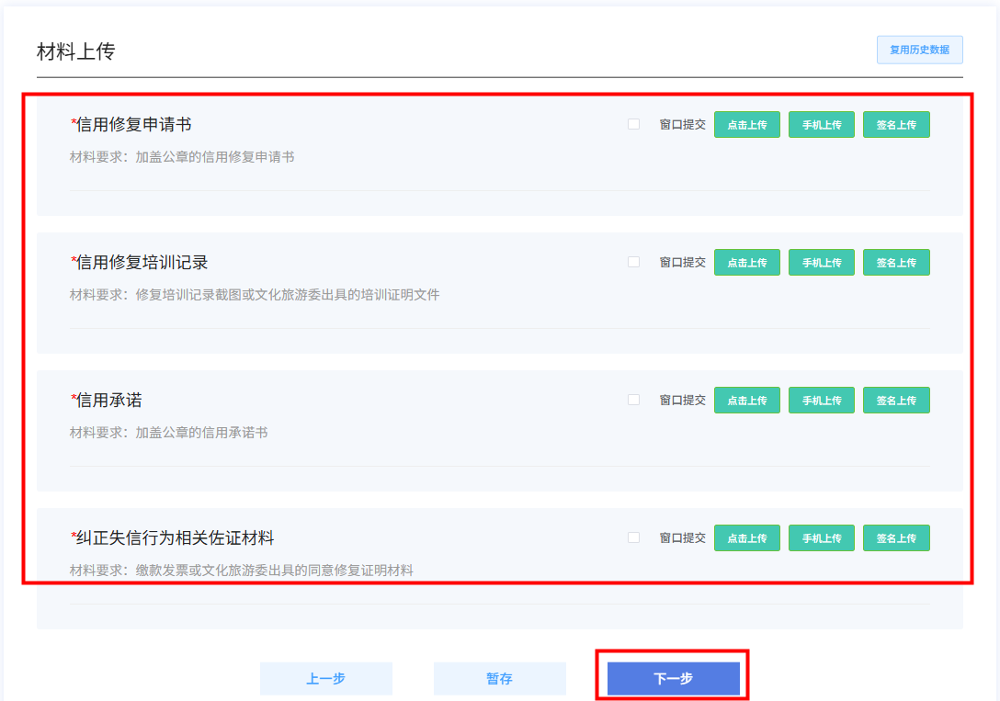 材料上传
复用历史数据
*信用修复申请书
窗口提交 点击上传 手机上传 签名上传
材料要求：加盖公章的信用修复申请书
*信用修复培训记录
窗口提交 点击上传 手机上传 签名上传
材料要求：修复培训记录截图或文化旅游委出具的培训证明文件
*信用承诺
窗口提交 点击上传 手机上传 签名上传
材料要求：加盖公章的信用承诺书
*纠正失信行为相关佐证材料
窗口提交 点击上传 手机上传 签名上传
材料要求：缴款发票或文化旅游委出具的同意修复证明材料
上一步 暂存 下一步